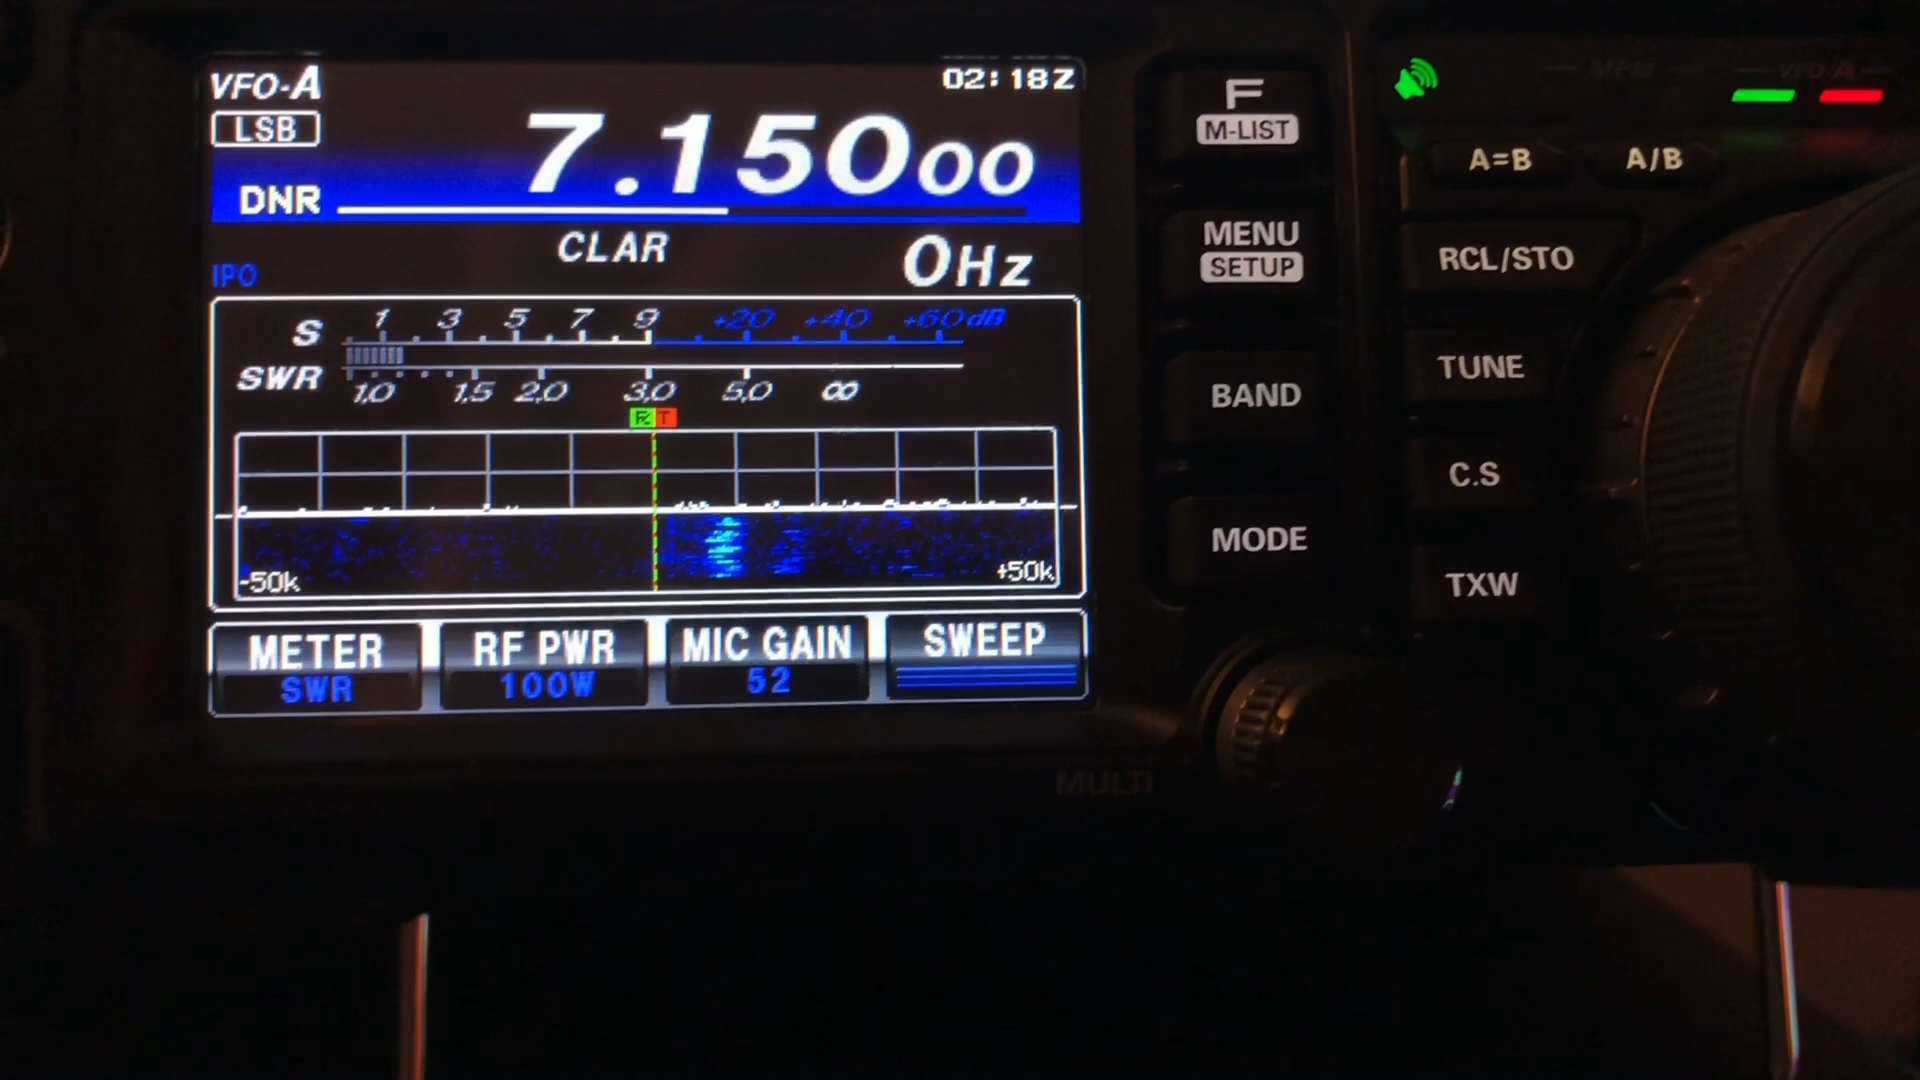 VFO-A
02:18Z
LSB
7.15000
DNR
CLAR
0Hz
IPO
S 1 3 5 7 9 +20 +40 +60dB
SWR 1.0 1.5 2.0 3.0 5.0 ∞
R T
-50k
+50k
METER
SWR
RF PWR
100W
MIC GAIN
52
SWEEP
F
M-LIST
MENU
SETUP
BAND
MODE
MULTI
MEM
VFO-A
A=B
A/B
RCL/STO
TUNE
C.S
TXW